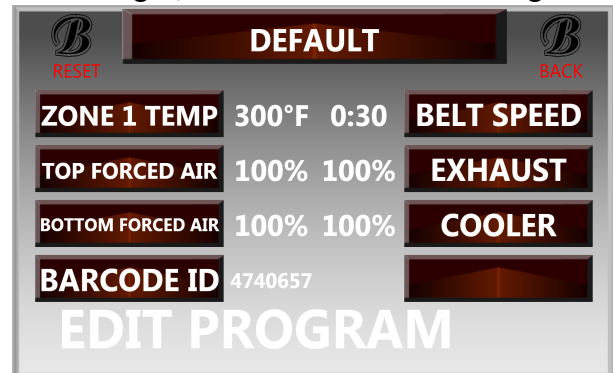 DEFAULT
B B
RESET BACK
ZONE 1 TEMP 300°F 0:30 BELT SPEED
TOP FORCED AIR 100% 100% EXHAUST
BOTTOM FORCED AIR 100% 100% COOLER
BARCODE ID 4740657
EDIT PROGRAM